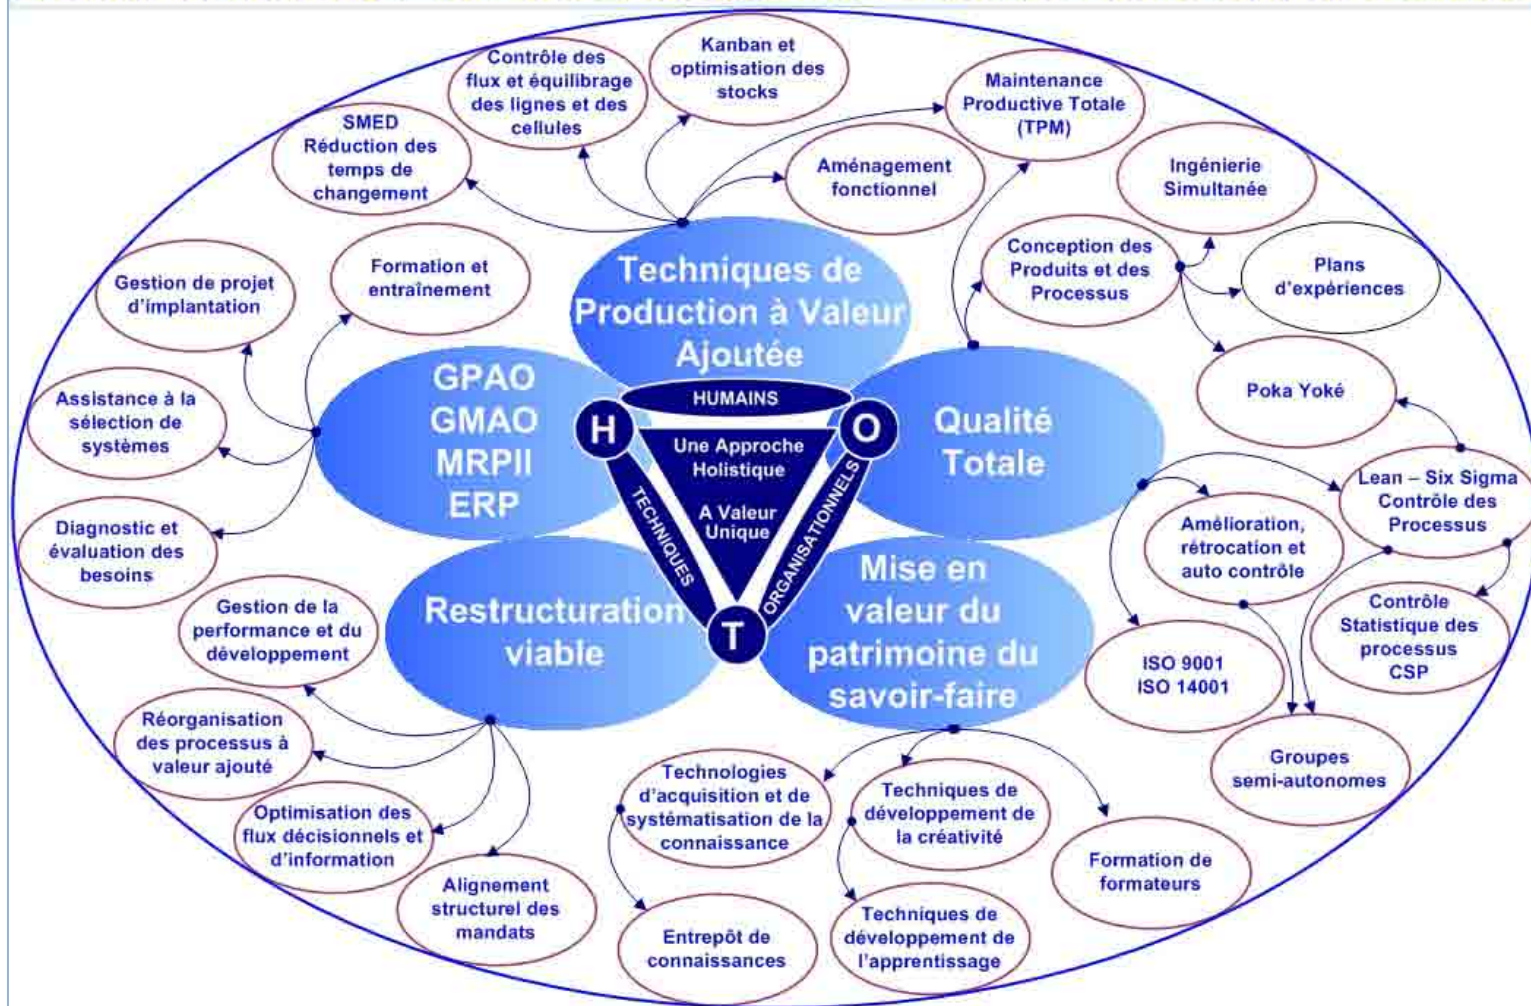 Contrôle des
flux et équilibrage
des lignes et des
cellules
Kanban et
optimisation des
stocks
Maintenance
Productive Totale
(TPM)
SMED
Réduction des
temps de
changement
Aménagement
fonctionnel
Ingénierie
Simultanée
Gestion de projet
d'implantation
Formation et
entraînement
Techniques de
Production à Valeur
Ajoutée
Conception des
Produits et des
Processus
Plans
d'expériences
Assistance à la
sélection de
systèmes
GPAO
GMAO
MRPII
ERP
HUMAINS
H
O
T
TECHNIQUES
ORGANISATIONNELS
Une Approche
Holistique
A Valeur
Unique
Qualité
Totale
Poka Yoké
Lean – Six Sigma
Contrôle des
Processus
Diagnostic et
évaluation des
besoins
Amélioration,
rétrocation et
auto contrôle
Gestion de la
performance et du
développement
Restructuration
viable
Mise en
valeur du
patrimoine du
savoir-faire
ISO 9001
ISO 14001
Contrôle
Statistique des
processus
CSP
Réorganisation
des processus à
valeur ajouté
Groupes
semi-autonomes
Optimisation des
flux décisionnels et
d'information
Technologies
d'acquisition et de
systématisation de la
connaissance
Techniques de
développement de
la créativité
Formation de
formateurs
Alignement
structurel des
mandats
Entrepôt de
connaissances
Techniques de
développement de
l'apprentissage